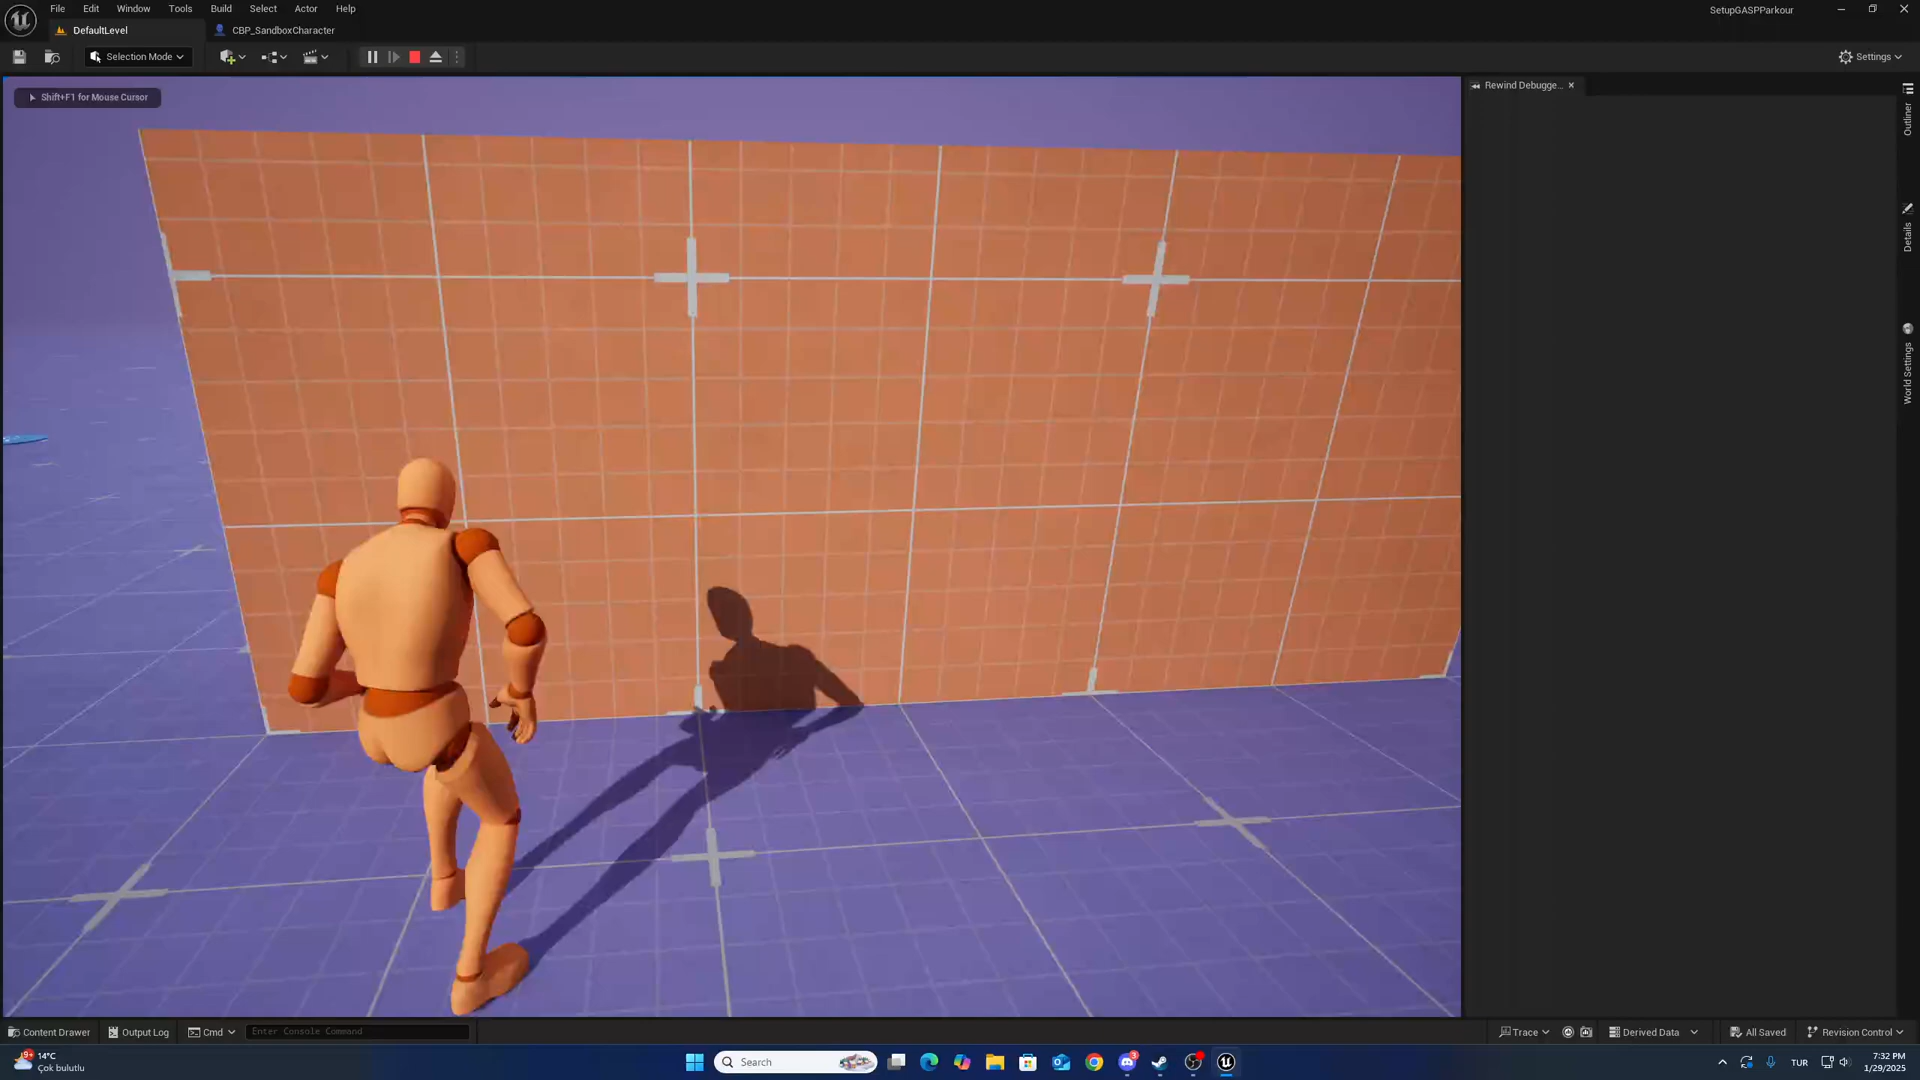 File Edit Window Tools Build Select Actor Help
SetupGASPParkour
DefaultLevel
CBP_SandboxCharacter
Selection Mode
Settings
Shift+F1 for Mouse Cursor
Rewind Debugge...
Outliner
Details
World Settings
Content Drawer
Output Log
Cmd
Enter Console Command
Trace
Derived Data
All Saved
Revision Control
9+
14°C
Çok bulutlu
Search
3
TUR
7:32 PM
1/29/2025